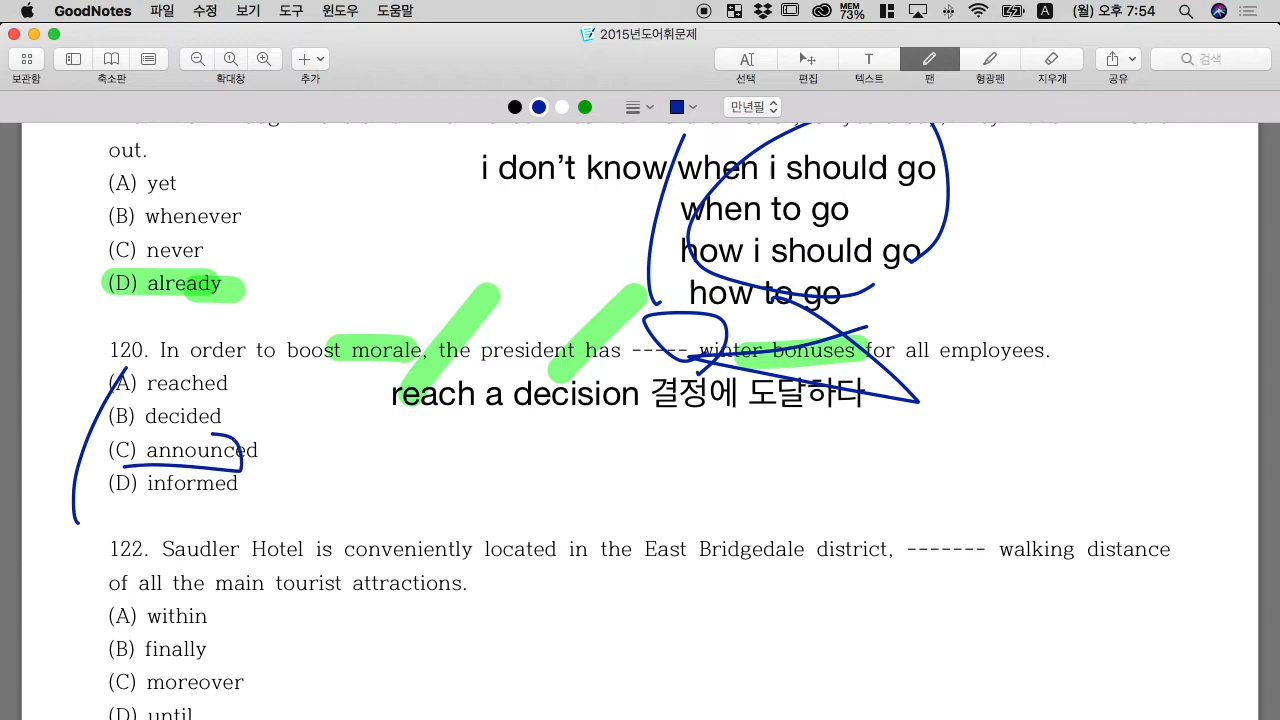 GoodNotes 파일 수정 보기 도구 윈도우 도움말 MEM 73% A (월) 오후 7:54
2015년도어휘문제
보관함 축소판 확대창 추가 선택 편집 텍스트 펜 형광펜 지우개 공유 검색
만년필
out.
i don’t know when i should go
(A) yet
when to go
(B) whenever
how i should go
(C) never
(D) already
how to go
120. In order to boost morale, the president has ----- winter bonuses for all employees.
(A) reached
reach a decision 결정에 도달하다
(B) decided
(C) announced
(D) informed
122. Saudler Hotel is conveniently located in the East Bridgedale district, ------- walking distance
of all the main tourist attractions.
(A) within
(B) finally
(C) moreover
(D) until